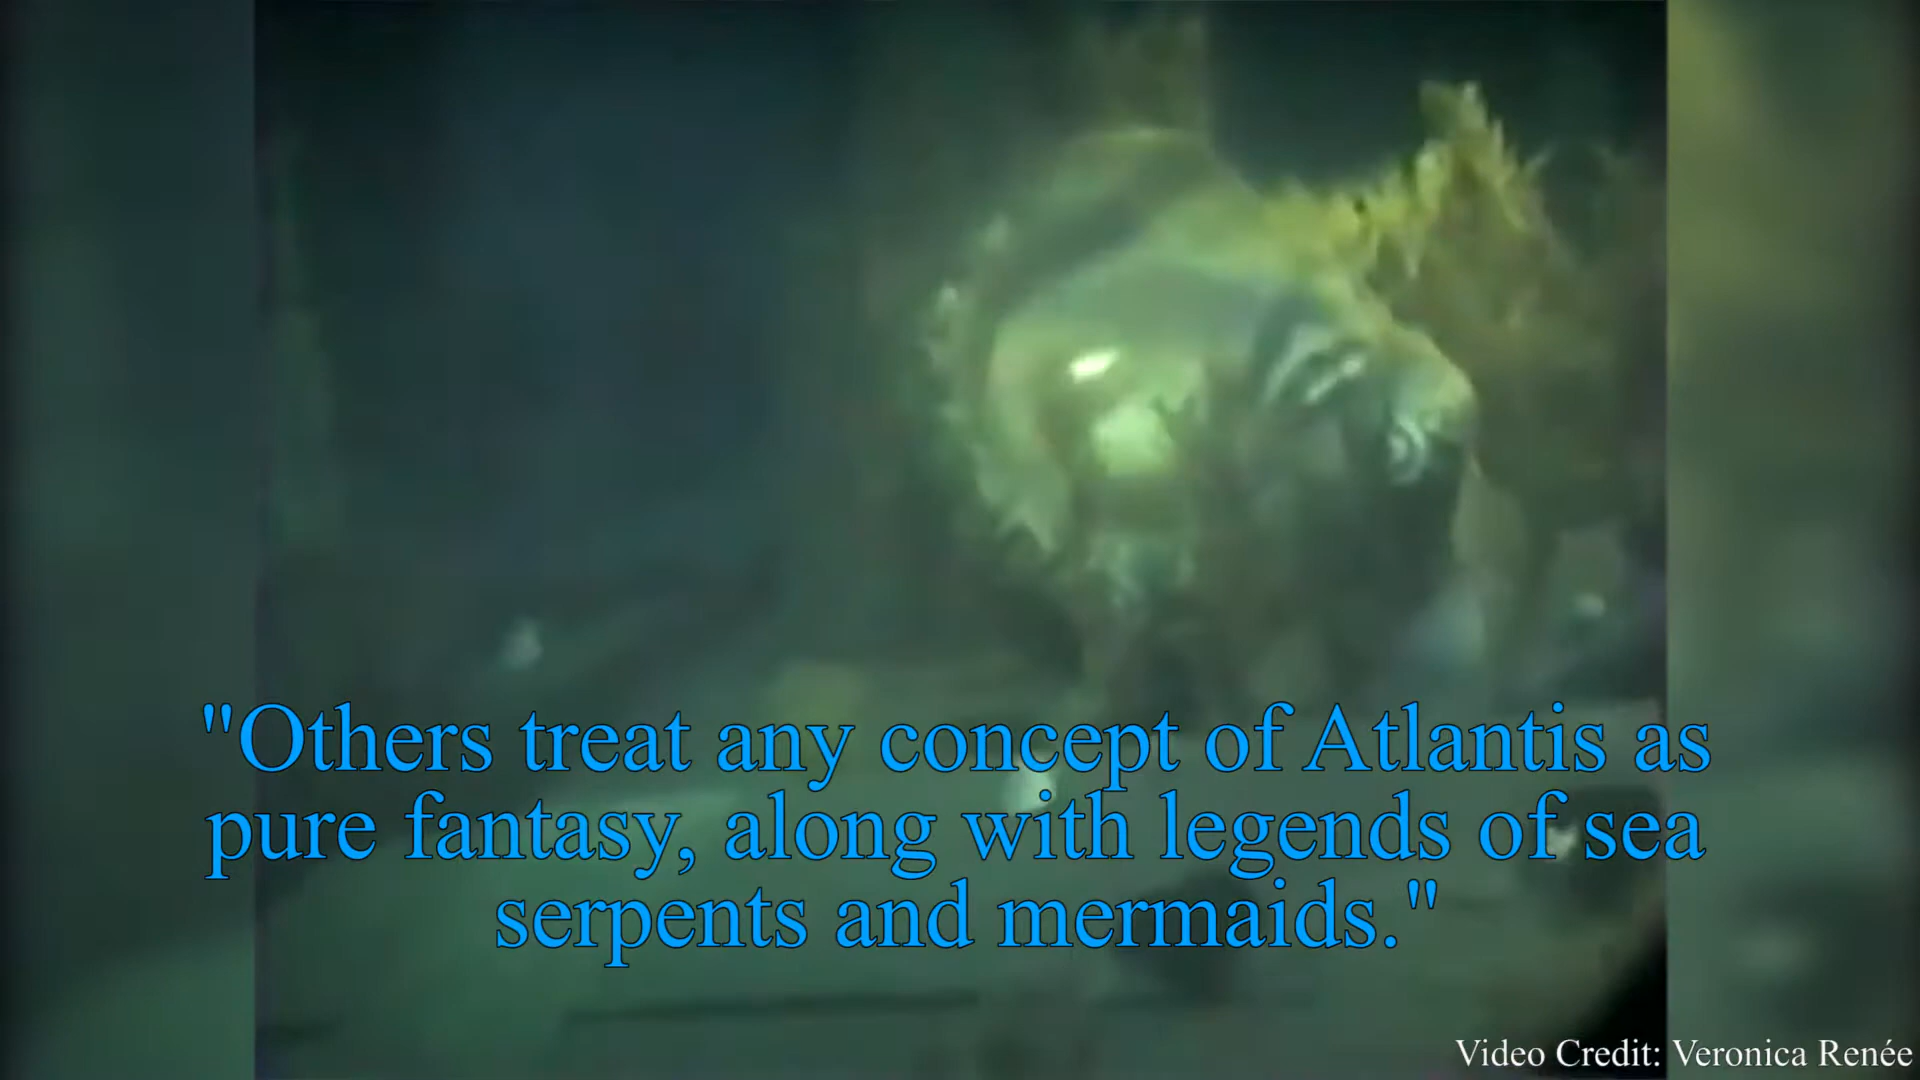 "Others treat any concept of Atlantis as
pure fantasy, along with legends of sea
serpents and mermaids."
Video Credit: Veronica Renée